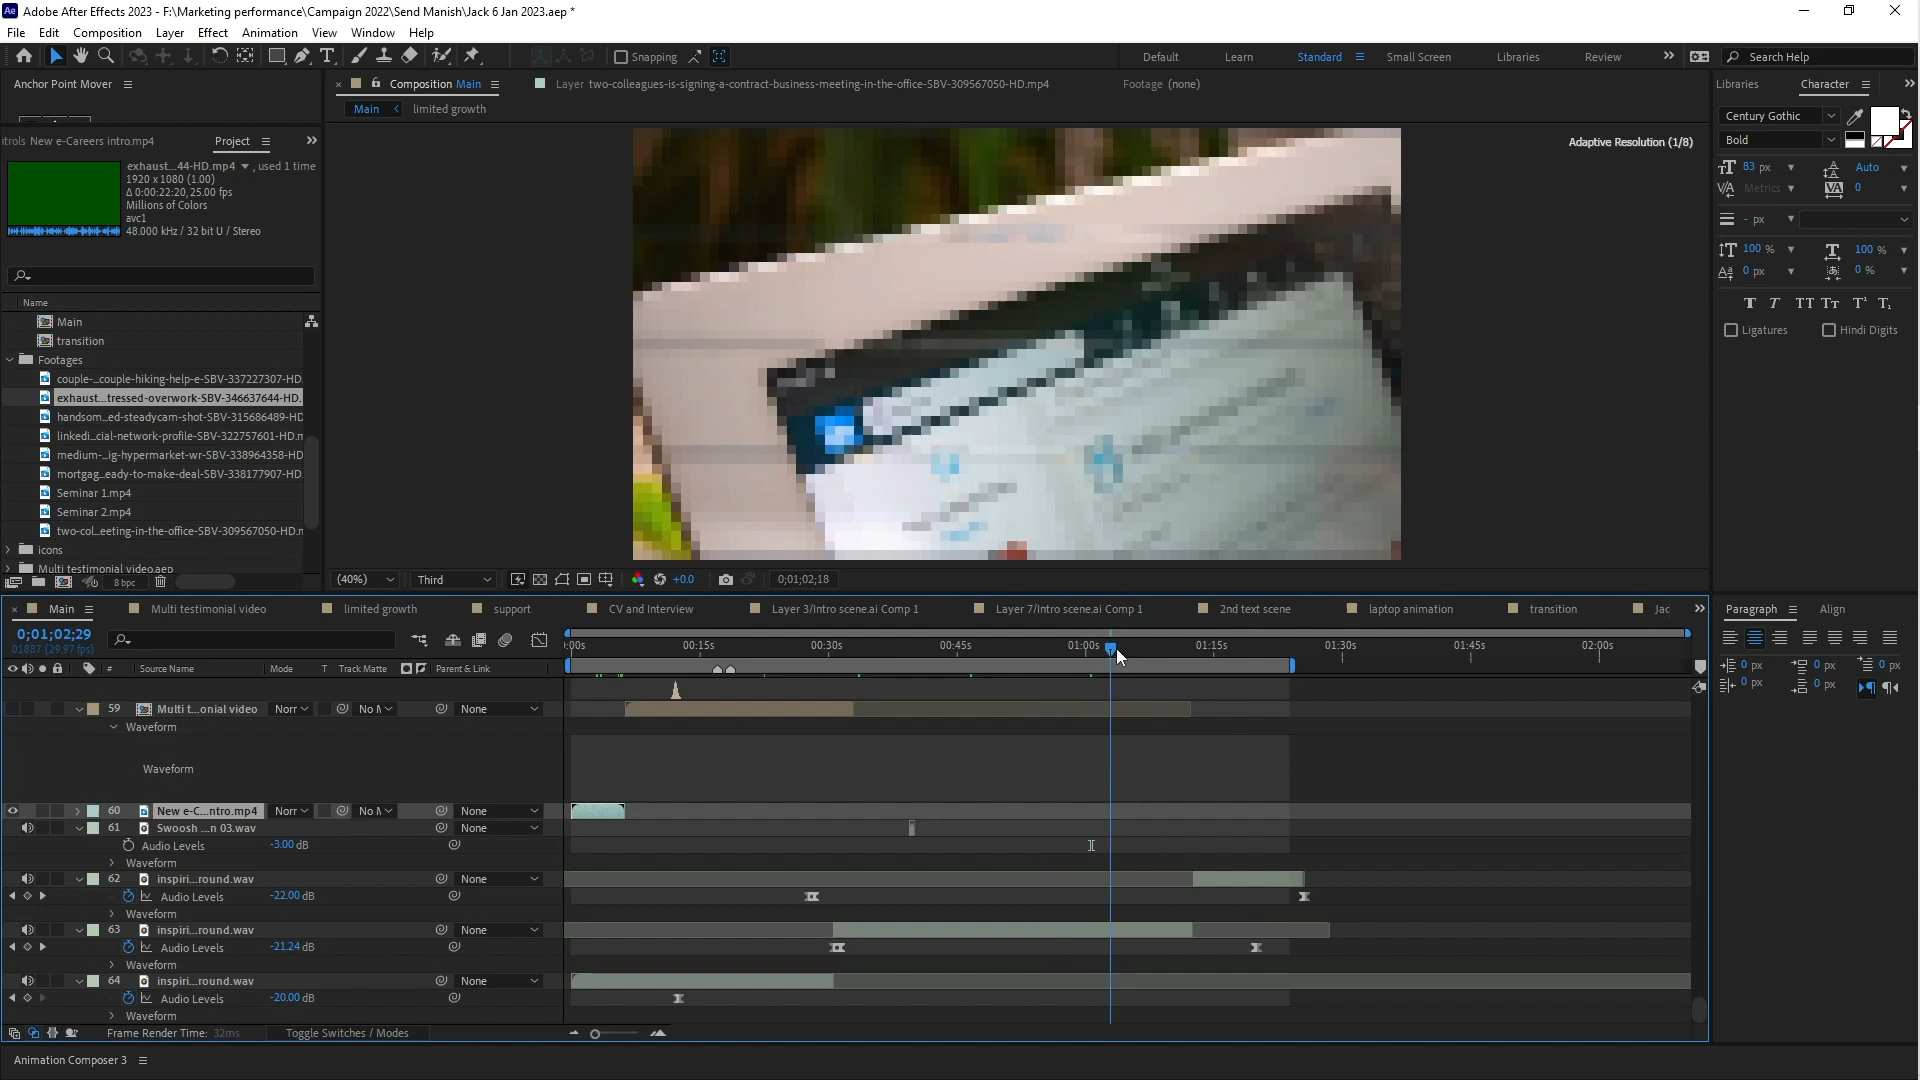 Adobe After Effects 2023 - F:\Marketing performance\Campaign 2022\Send Manish\Jack 6 Jan 2023.aep *
File Edit Composition Layer Effect Animation View Window Help
Snapping Default Learn Standard Small Screen Libraries Review Search Help
Anchor Point Mover Composition Main Layer two-colleagues-is-signing-a-contract-business-meeting-in-the-office-SBV-309567050-HD.mp4 Footage (none) Libraries Character
Main limited growth
Century Gothic
Bold
83 px Auto
Metrics 0
- px
100 % 100 %
0 px 0 %
Ligatures Hindi Digits
trols New e-Careers intro.mp4 Project
exhaust...44-HD.mp4 , used 1 time
1920 x 1080 (1.00)
Δ 0:00:22:20, 25.00 fps
Millions of Colors
avc1
48.000 kHz / 32 bit U / Stereo
Adaptive Resolution (1/8)
Name
Main
transition
Footages
couple-...couple-hiking-help-e-SBV-337227307-HD.
exhaust...tressed-overwork-SBV-346637644-HD.
handsom...ed-steadycam-shot-SBV-315686489-HD
linkedi...cial-network-profile-SBV-322757601-HD.m
medium-...ig-hypermarket-wr-SBV-338964358-HD
mortgag...eady-to-make-deal-SBV-338177907-HD.
Seminar 1.mp4
Seminar 2.mp4
two-col...eeting-in-the-office-SBV-309567050-HD.m
icons
Multi testimonial video.aep
8 bpc
(40%) Third +0.0 0;01;02;18
Main Multi testimonial video limited growth support CV and Interview Layer 3/Intro scene.ai Comp 1 Layer 7/Intro scene.ai Comp 1 2nd text scene laptop animation transition Jac
Paragraph Align
0;01;02;29
01887 (29.97 fps)
:00s 00:15s 00:30s 00:45s 01:00s 01:15s 01:30s 01:45s 02:00s
0 px 0 px 0 px
0 px 0 px
# Source Name Mode T Track Matte Parent & Link
59 Multi t...onial video Norr No M None
Waveform
Waveform
60 New e-C...ntro.mp4 Norr No M None
61 Swoosh ...n 03.wav None
Audio Levels -3.00 dB
Waveform
62 inspiri...round.wav None
Audio Levels -22.00 dB
Waveform
63 inspiri...round.wav None
Audio Levels -21.24 dB
Waveform
64 inspiri...round.wav None
Audio Levels -20.00 dB
Waveform
Frame Render Time: 32ms Toggle Switches / Modes
Animation Composer 3